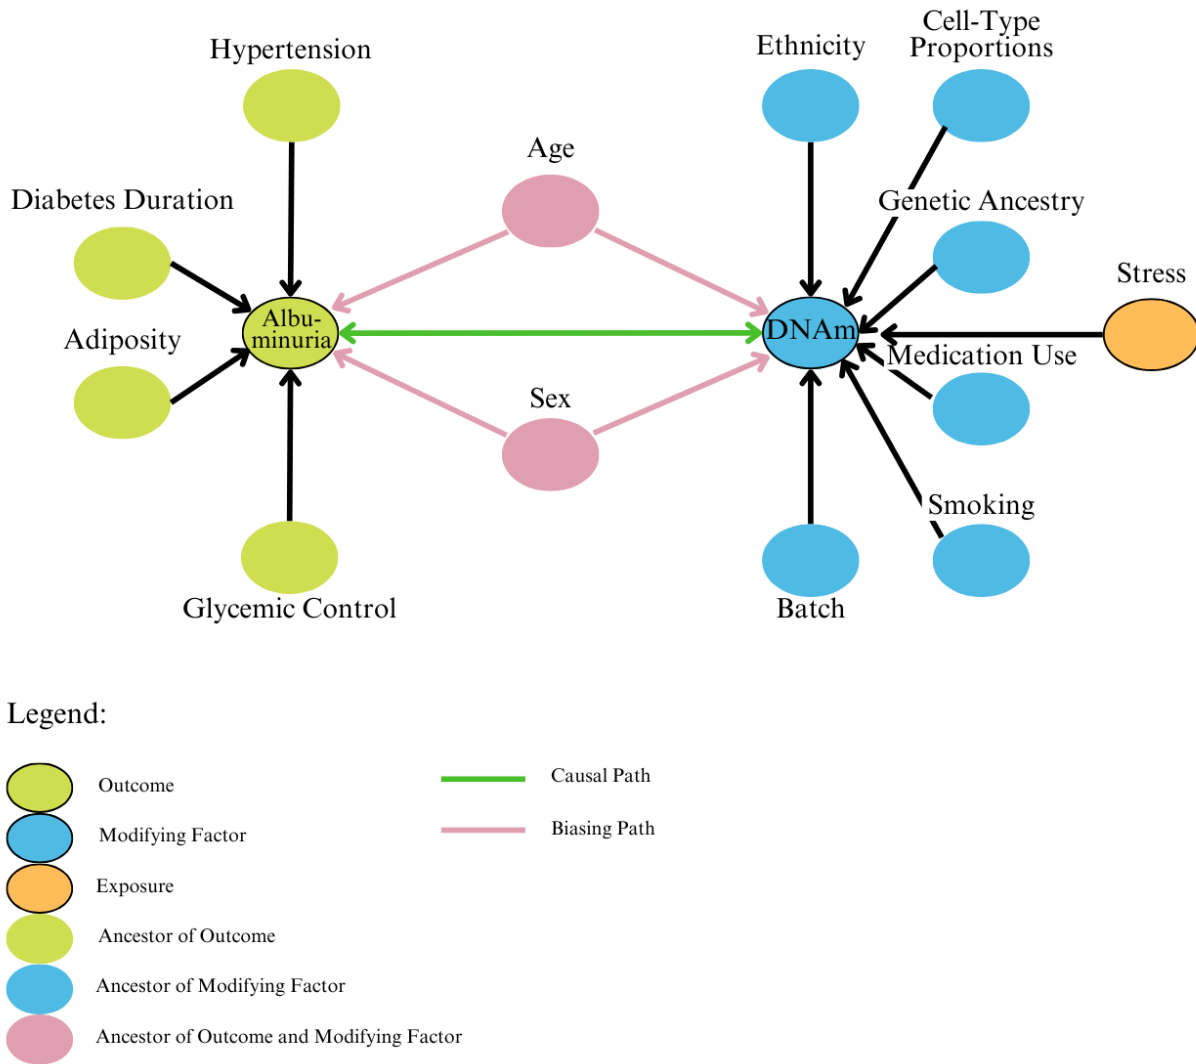 Cell-Type
Proportions
Ethnicity
Hypertension
Age
Diabetes Duration
Genetic Ancestry
Stress
Albu-
minuria
DNAm
Adiposity
Medication Use
Sex
Smoking
Glycemic Control
Batch
Legend:
Outcome
Causal Path
Modifying Factor
Biasing Path
Exposure
Ancestor of Outcome
Ancestor of Modifying Factor
Ancestor of Outcome and Modifying Factor